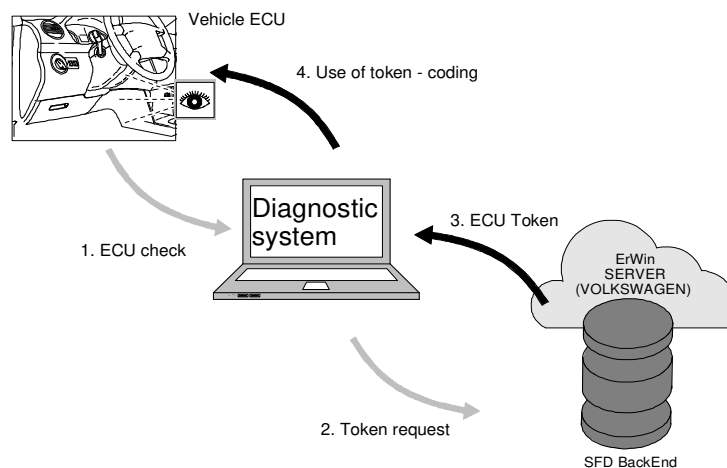 Vehicle ECU
4. Use of token - coding
Diagnostic
system
3. ECU Token
1. ECU check
ErWin
SERVER
(VOLKSWAGEN)
2. Token request
SFD BackEnd